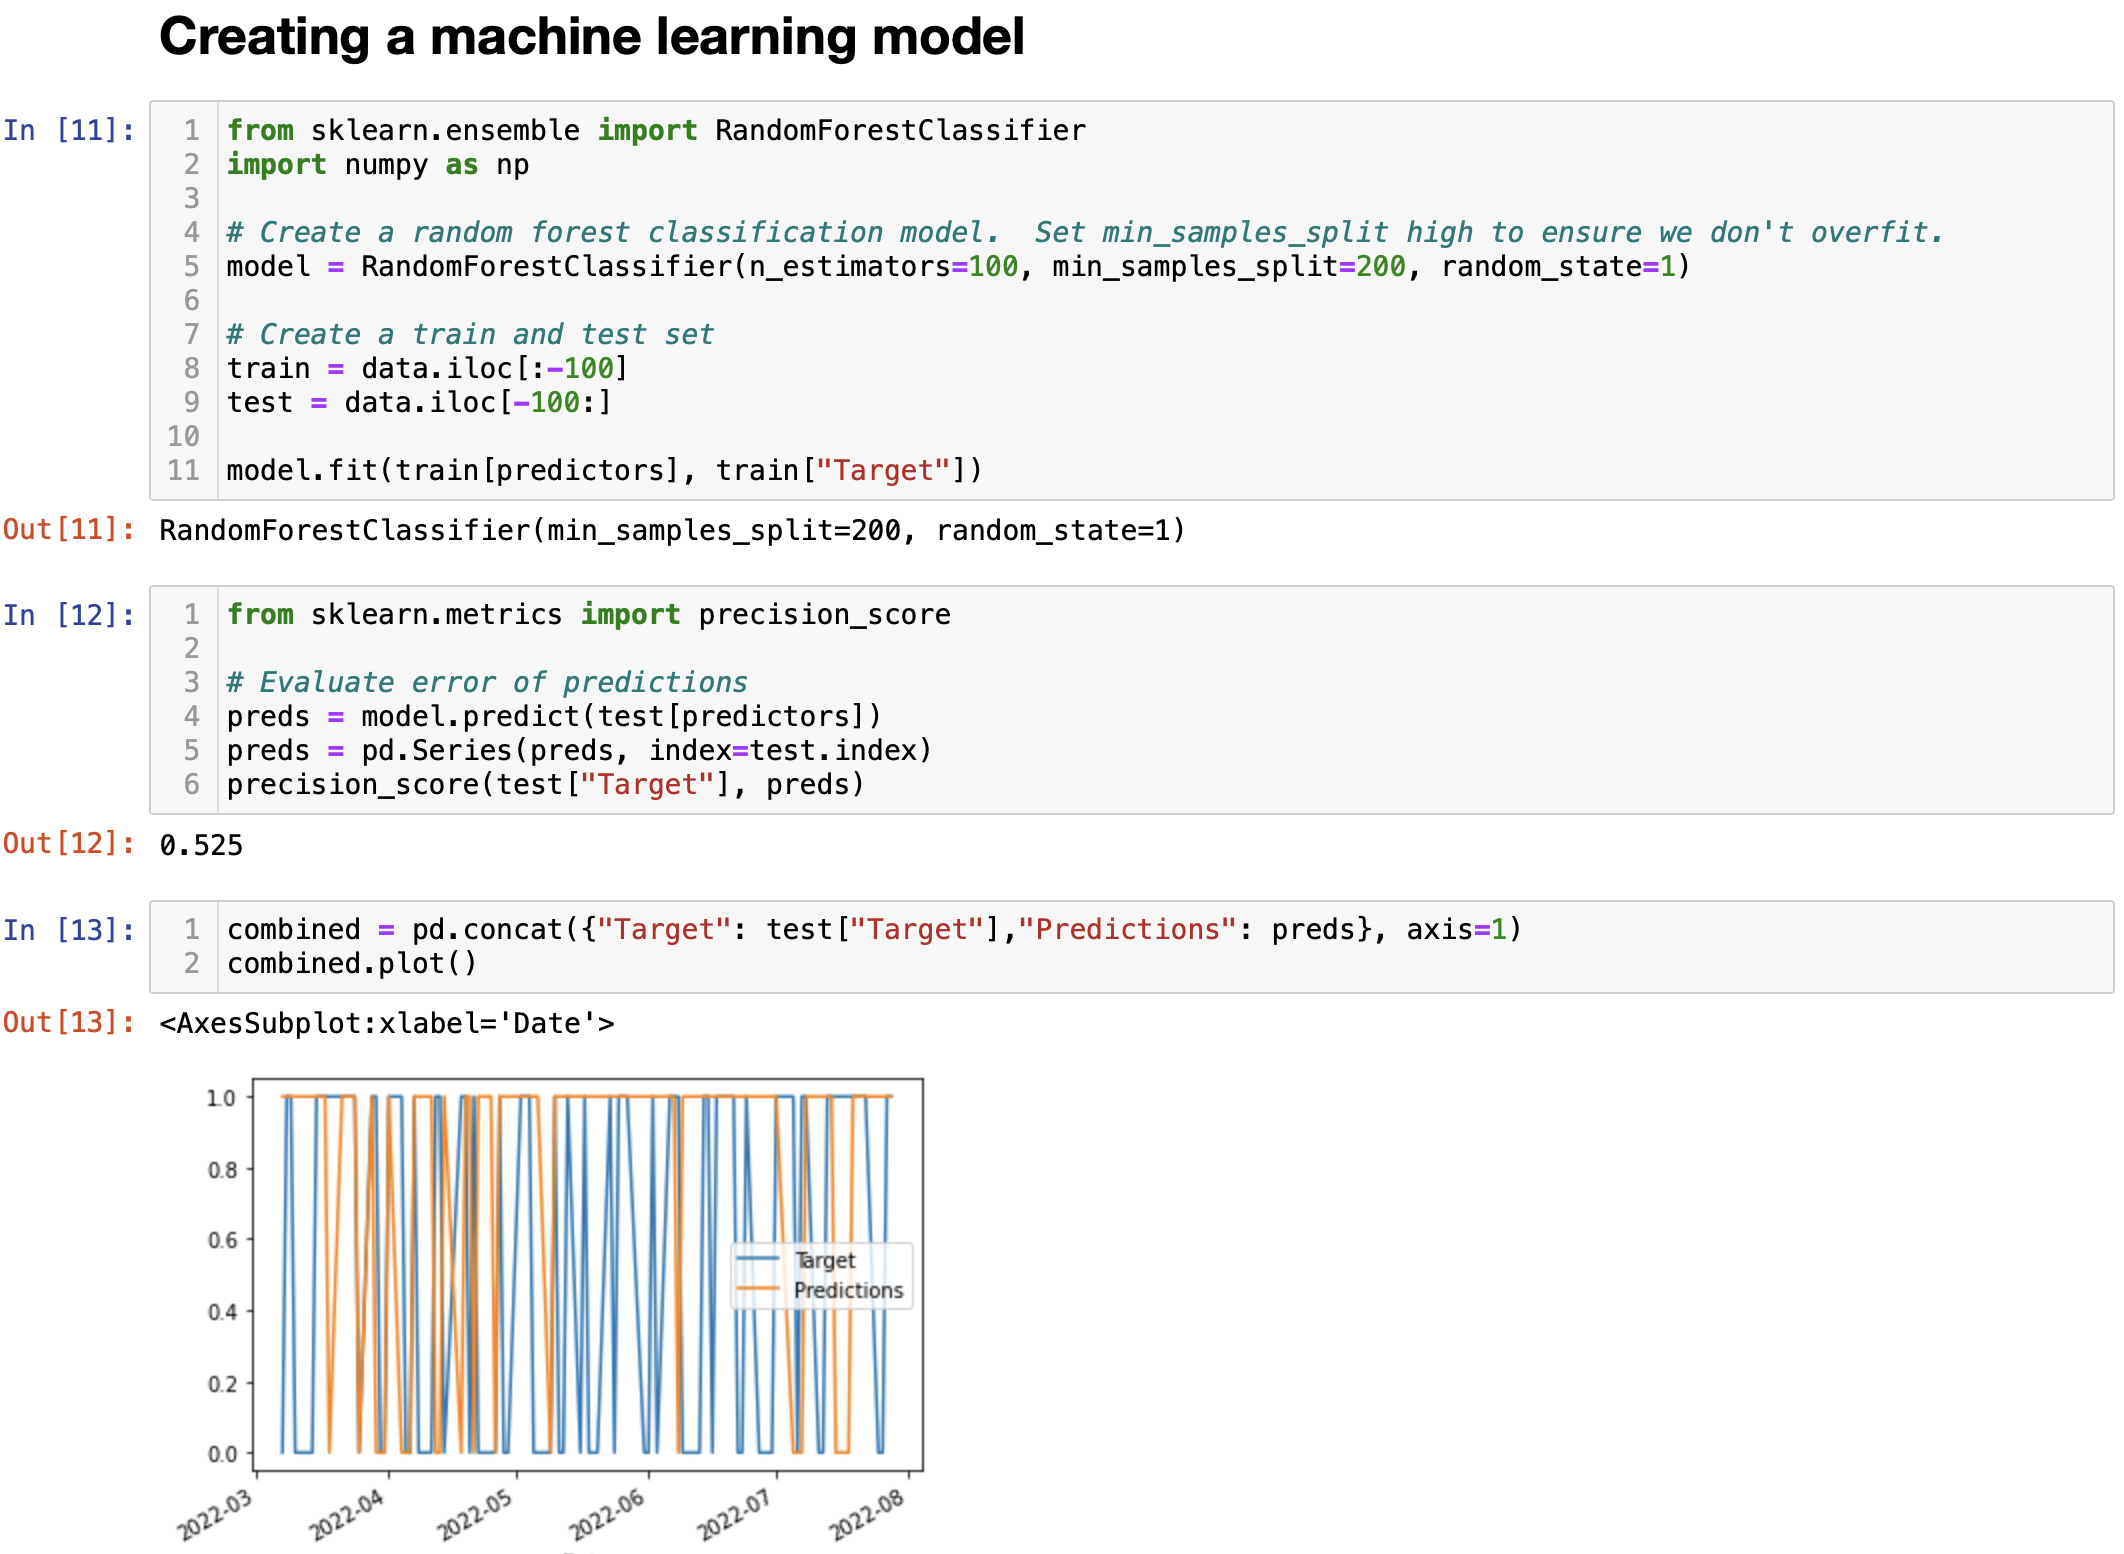 Creating a machine learning model
In [11]:
1 from sklearn.ensemble import RandomForestClassifier
2 import numpy as np
3
4 # Create a random forest classification model.  Set min_samples_split high to ensure we don't overfit.
5 model = RandomForestClassifier(n_estimators=100, min_samples_split=200, random_state=1)
6
7 # Create a train and test set
8 train = data.iloc[:-100]
9 test = data.iloc[-100:]
10
11 model.fit(train[predictors], train["Target"])
Out[11]: RandomForestClassifier(min_samples_split=200, random_state=1)
In [12]:
1 from sklearn.metrics import precision_score
2
3 # Evaluate error of predictions
4 preds = model.predict(test[predictors])
5 preds = pd.Series(preds, index=test.index)
6 precision_score(test["Target"], preds)
Out[12]: 0.525
In [13]:
1 combined = pd.concat({"Target": test["Target"],"Predictions": preds}, axis=1)
2 combined.plot()
Out[13]: <AxesSubplot:xlabel='Date'>
1.0
0.8
0.6
0.4
0.2
0.0
Target
Predictions
2022-03 2022-04 2022-05 2022-06 2022-07 2022-08